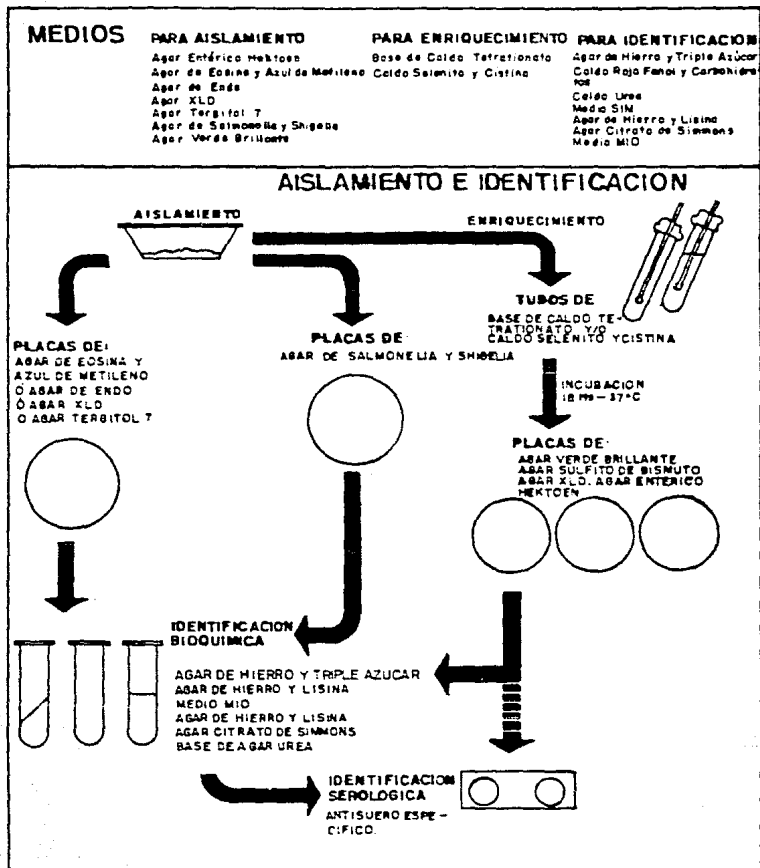 MEDIOS
PARA AISLAMIENTO
Agar Entérico Hektoen
Agar de Eosina y Azul de Metileno
Agar de Endo
Agar XLD
Agar Tergitol 7
Agar de Salmonella y Shigella
Agar Verde Brillante
PARA ENRIQUECIMIENTO
Base de Caldo Tetrationato
Caldo Selenito y Cistina
PARA IDENTIFICACION
Agar de Hierro y Triple Azúcar
Caldo Rojo Fenol y Carbohidra-
tos
Caldo Urea
Medio SIM
Agar de Hierro y Lisina
Agar Citrato de Simmons
Medio MIO
AISLAMIENTO E IDENTIFICACION
AISLAMIENTO
ENRIQUECIMIENTO
TUBOS DE
BASE DE CALDO TE-
TRATIONATO Y/O
CALDO SELENITO Y CISTINA
PLACAS DE:
AGAR DE EOSINA Y
AZUL DE METILENO
O AGAR DE ENDO
O AGAR XLD
O AGAR TERGITOL 7
PLACAS DE:
AGAR DE SALMONELLA Y SHIGELLA
INCUBACION
18 Hs-37°C
PLACAS DE:
AGAR VERDE BRILLANTE
AGAR SULFITO DE BISMUTO
AGAR XLD. AGAR ENTERICO
HEKTOEN
IDENTIFICACION
BIOQUIMICA
AGAR DE HIERRO Y TRIPLE AZUCAR
AGAR DE HIERRO Y LISINA
MEDIO MIO
AGAR DE HIERRO Y LISINA
AGAR CITRATO DE SIMMONS
BASE DE AGAR UREA
IDENTIFICACION
SEROLOGICA
ANTISUERO ESPE-
CIFICO.